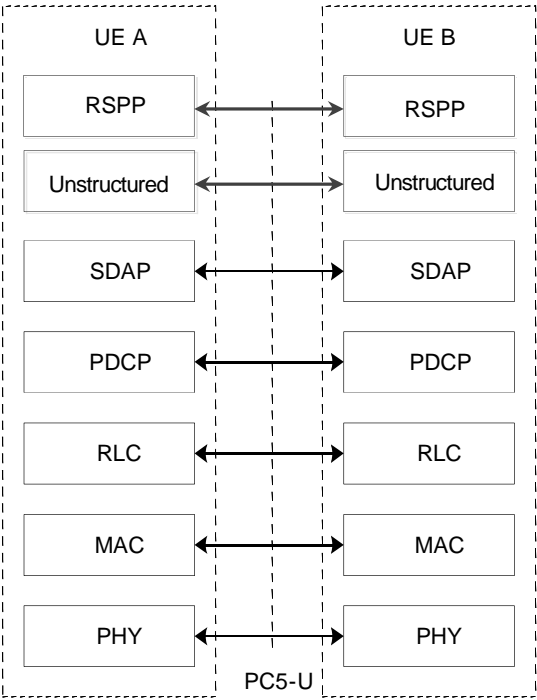 UE A UE B
RSPP RSPP
Unstructured Unstructured
SDAP SDAP
PDCP PDCP
RLC RLC
MAC MAC
PHY PHY
PC5-U